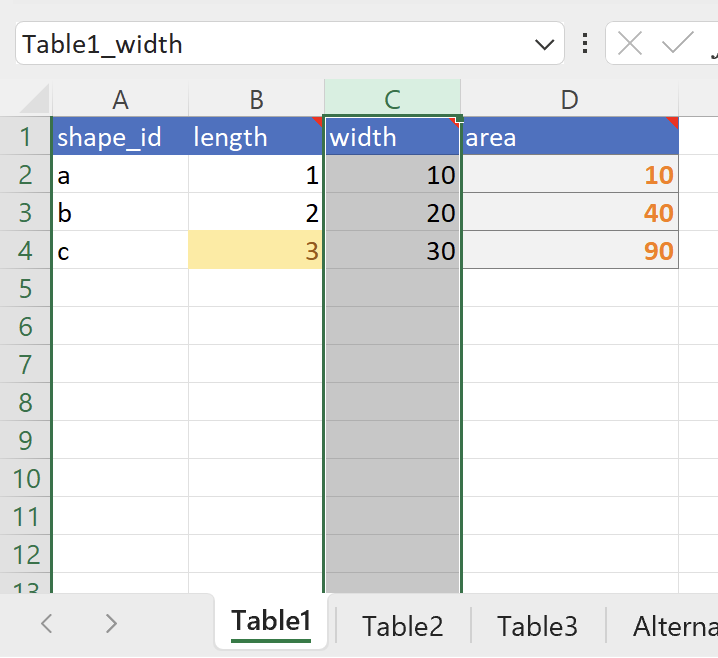 Table1_width
A B C D
1 shape_id length width area
2 a 1 10 10
3 b 2 20 40
4 c 3 30 90
5
6
7
8
9
10
11
12
13
Table1 Table2 Table3 Alterna